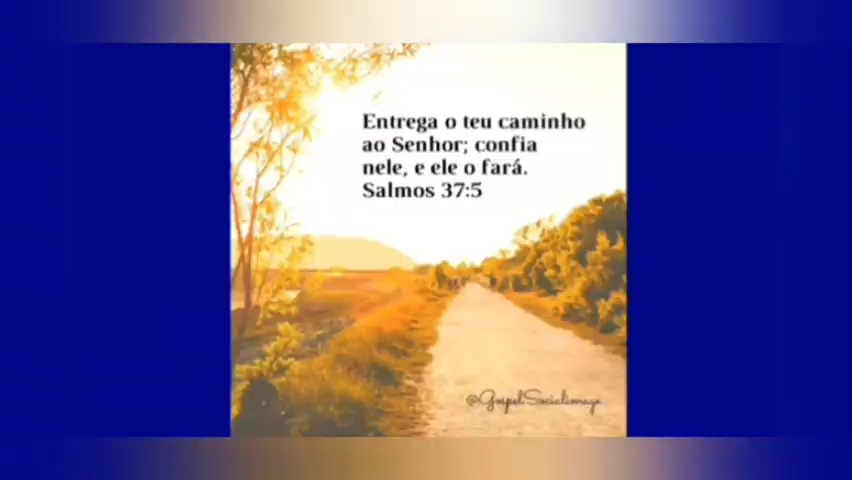 Entrega o teu caminho
ao Senhor; confia
nele, e ele o fará.
Salmos 37:5
@GospelSocialimage